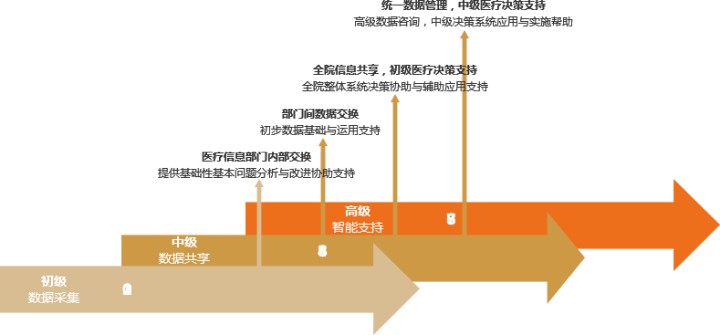 统一数据管理，中级医疗决策支持
高级数据咨询，中级决策系统应用与实施帮助
全院信息共享，初级医疗决策支持
全院整体系统决策协助与辅助应用支持
部门间数据交换
初步数据基础与运用支持
医疗信息部门内部交换
提供基础性基本问题分析与改进协助支持
高级
智能支持
中级
数据共享
初级
数据采集